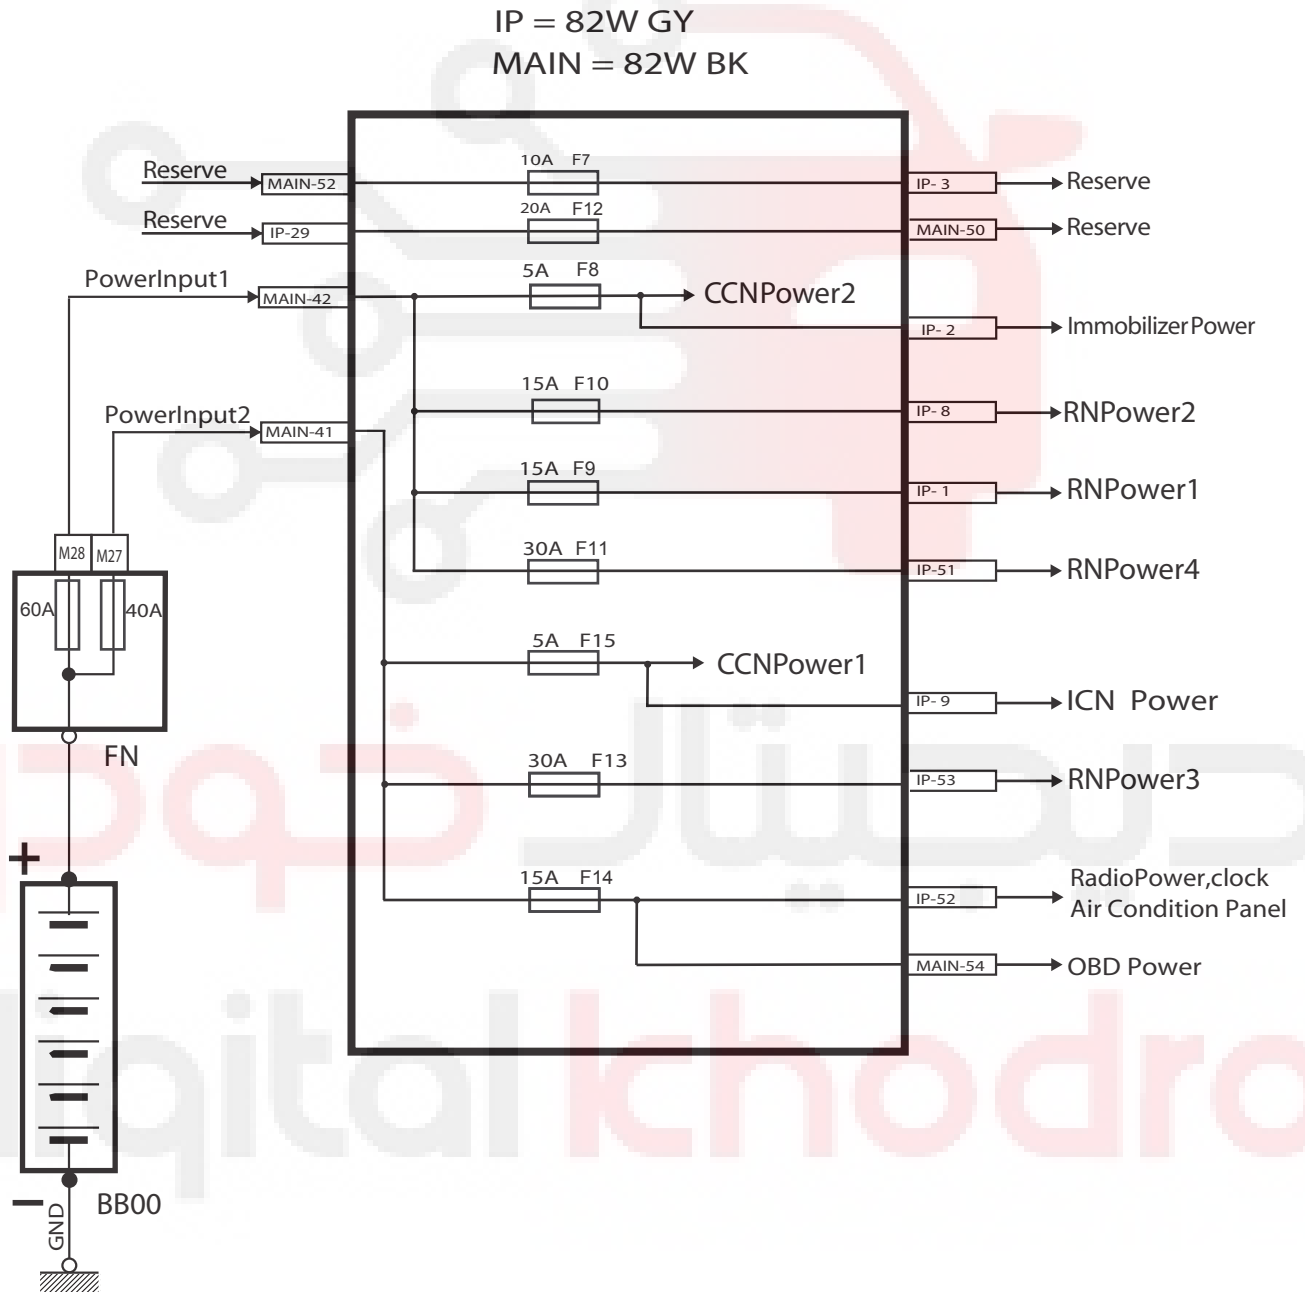 IP = 82W GY
MAIN = 82W BK
Reserve
MAIN-52
10A F7
IP- 3
Reserve
Reserve
IP-29
20A F12
MAIN-50
Reserve
PowerInput1
MAIN-42
5A F8
CCNPower2
IP- 2
ImmobilizerPower
15A F10
IP- 8
RNPower2
PowerInput2
MAIN-41
15A F9
IP- 1
RNPower1
M28
M27
30A F11
IP-51
RNPower4
60A
40A
5A F15
CCNPower1
IP- 9
ICN Power
FN
30A F13
IP-53
RNPower3
+
15A F14
IP-52
RadioPower,clock
Air Condition Panel
MAIN-54
OBD Power
دیجیتال خودرو
digital khodro
−
BB00
GND